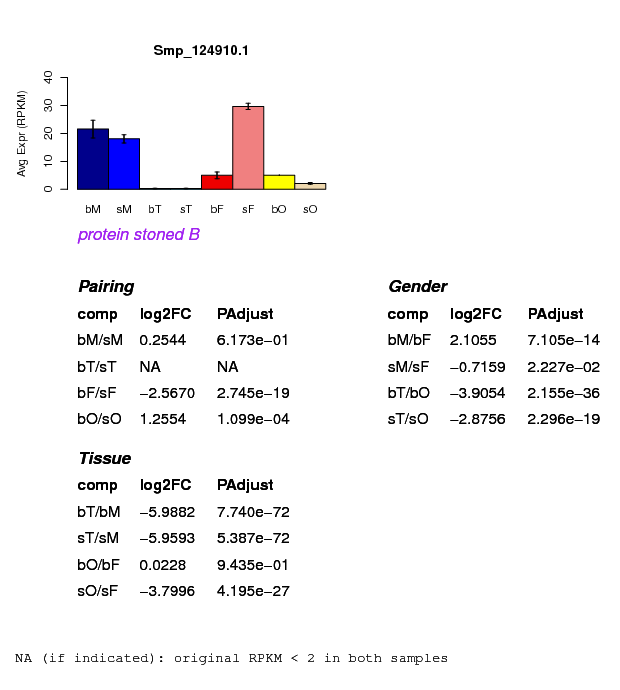 Smp_124910.1
Avg Expr (RPKM)
0 10 20 30 40
bM sM bT sT bF sF bO sO
protein stoned B
Pairing
comp log2FC PAdjust
bM/sM 0.2544 6.173e−01
bT/sT NA NA
bF/sF −2.5670 2.745e−19
bO/sO 1.2554 1.099e−04
Gender
comp log2FC PAdjust
bM/bF 2.1055 7.105e−14
sM/sF −0.7159 2.227e−02
bT/bO −3.9054 2.155e−36
sT/sO −2.8756 2.296e−19
Tissue
comp log2FC PAdjust
bT/bM −5.9882 7.740e−72
sT/sM −5.9593 5.387e−72
bO/bF 0.0228 9.435e−01
sO/sF −3.7996 4.195e−27
NA (if indicated): original RPKM < 2 in both samples